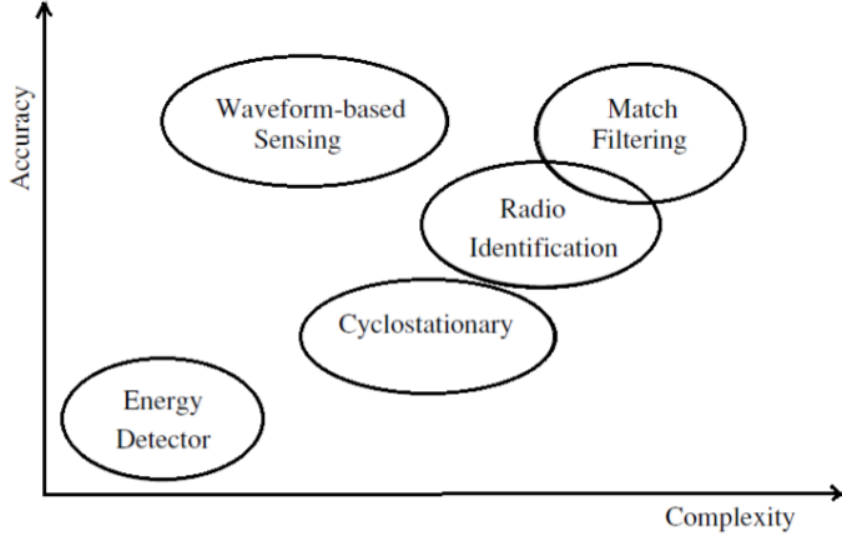 Accuracy
Waveform-based
Sensing
Match
Filtering
Radio
Identification
Cyclostationary
Energy
Detector
Complexity